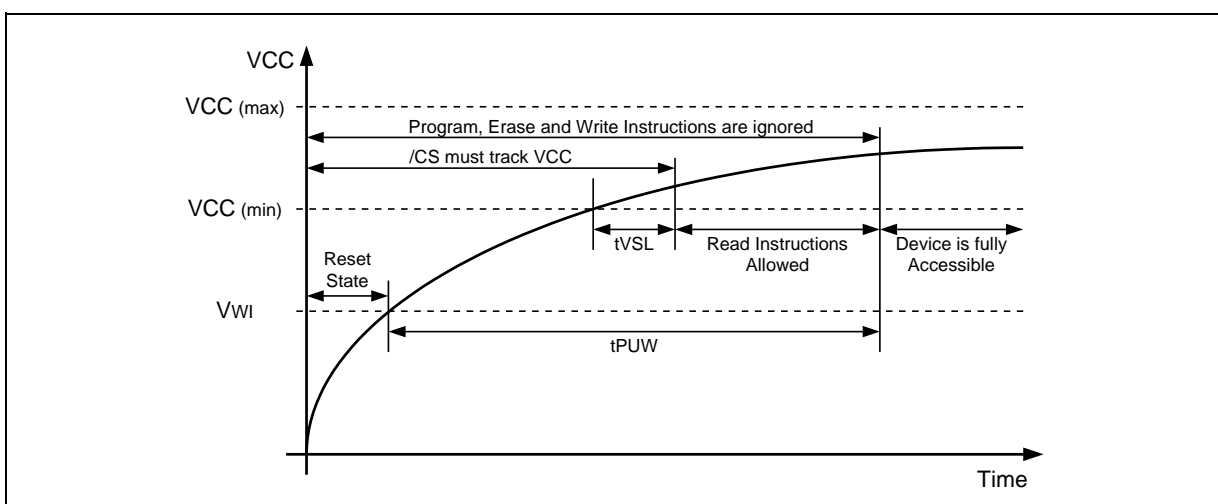 VCC
VCC (max)
Program, Erase and Write Instructions are ignored
/CS must track VCC
VCC (min)
tVSL
Read Instructions
Allowed
Device is fully
Accessible
Reset
State
VWI
tPUW
Time